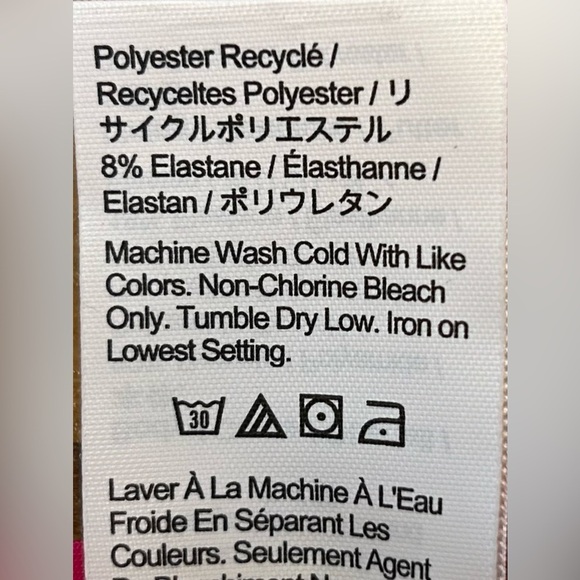 Polyester Recyclé /
Recyceltes Polyester / リ
サイクルポリエステル
8% Elastane / Élasthanne /
Elastan / ポリウレタン
Machine Wash Cold With Like
Colors. Non-Chlorine Bleach
Only. Tumble Dry Low. Iron on
Lowest Setting.
30
Laver À La Machine À L'Eau
Froide En Séparant Les
Couleurs. Seulement Agent